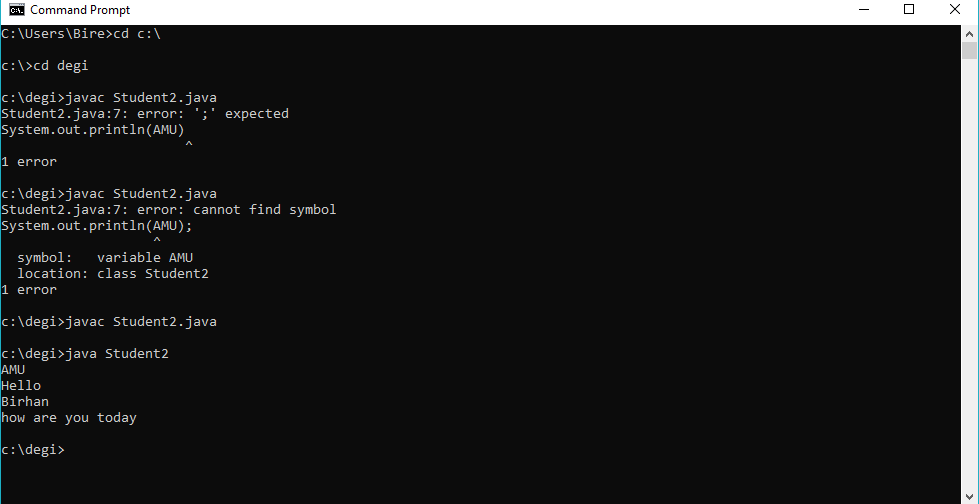 Command Prompt
C:\Users\Bire>cd c:\
c:\>cd degi
c:\degi>javac Student2.java
Student2.java:7: error: ';' expected
System.out.println(AMU)
^
1 error
c:\degi>javac Student2.java
Student2.java:7: error: cannot find symbol
System.out.println(AMU);
^
symbol:   variable AMU
location: class Student2
1 error
c:\degi>javac Student2.java
c:\degi>java Student2
AMU
Hello
Birhan
how are you today
c:\degi>